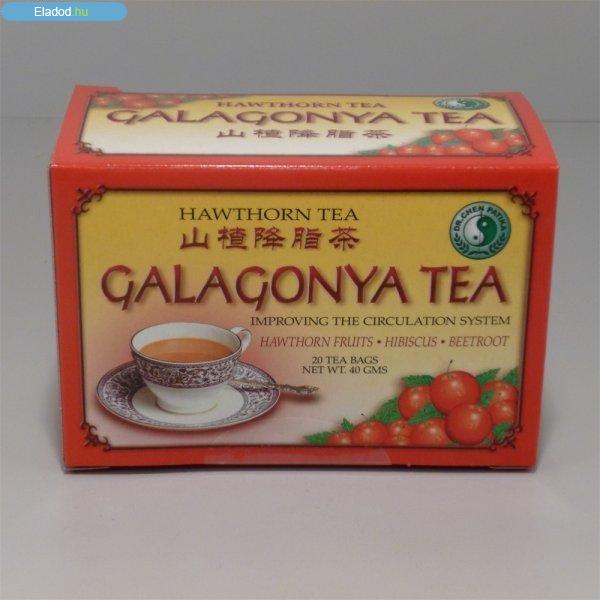 Eladod.hu
HAWTHORN TEA
GALAGONYA TEA
山楂降脂茶
HAWTHORN TEA
山楂降脂茶
DR. CHEN PATIKA
GALAGONYA TEA
IMPROVING THE CIRCULATION SYSTEM
HAWTHORN FRUITS • HIBISCUS • BEETROOT
20 TEA BAGS
NET WT. 40 GMS